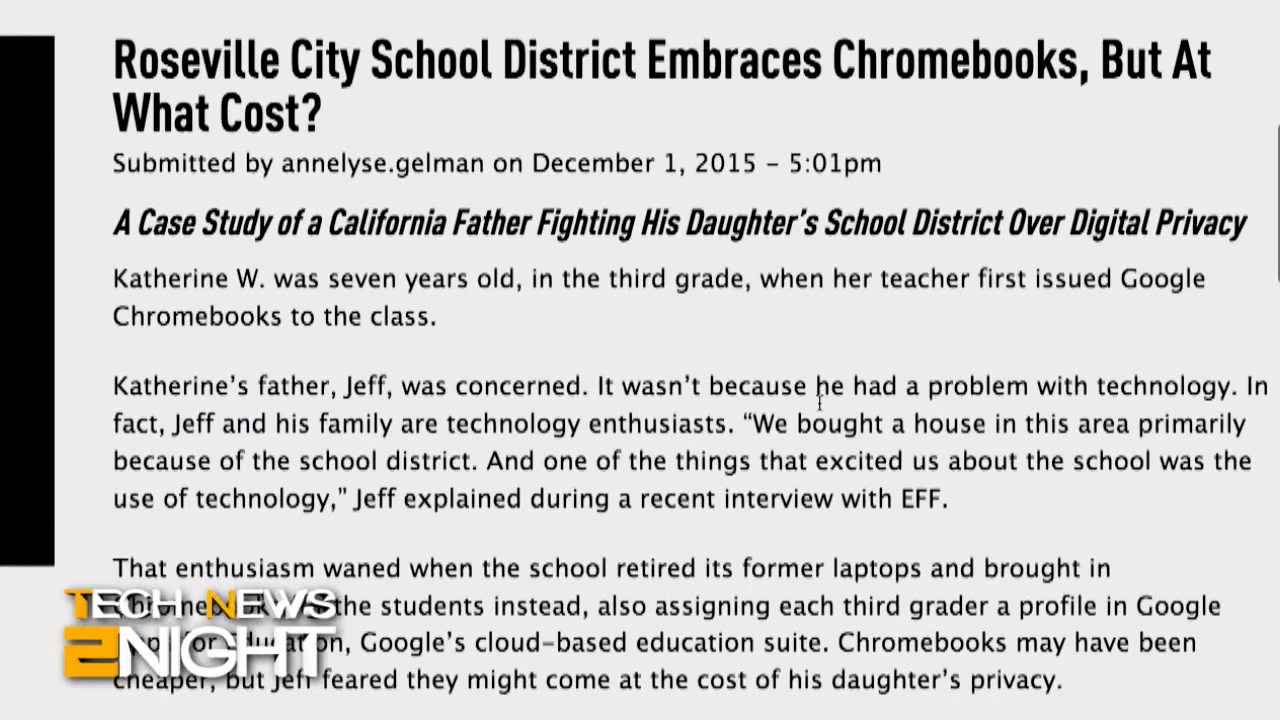 Roseville City School District Embraces Chromebooks, But At
What Cost?
Submitted by annelyse.gelman on December 1, 2015 – 5:01pm
A Case Study of a California Father Fighting His Daughter's School District Over Digital Privacy
Katherine W. was seven years old, in the third grade, when her teacher first issued Google
Chromebooks to the class.
Katherine's father, Jeff, was concerned. It wasn't because he had a problem with technology. In
fact, Jeff and his family are technology enthusiasts. “We bought a house in this area primarily
because of the school district. And one of the things that excited us about the school was the
use of technology,” Jeff explained during a recent interview with EFF.
That enthusiasm waned when the school retired its former laptops and brought in
the students instead, also assigning each third grader a profile in Google
Google's cloud-based education suite. Chromebooks may have been
cheaper, but Jeff feared they might come at the cost of his daughter's privacy.
TECH NEWS
2NIGHT